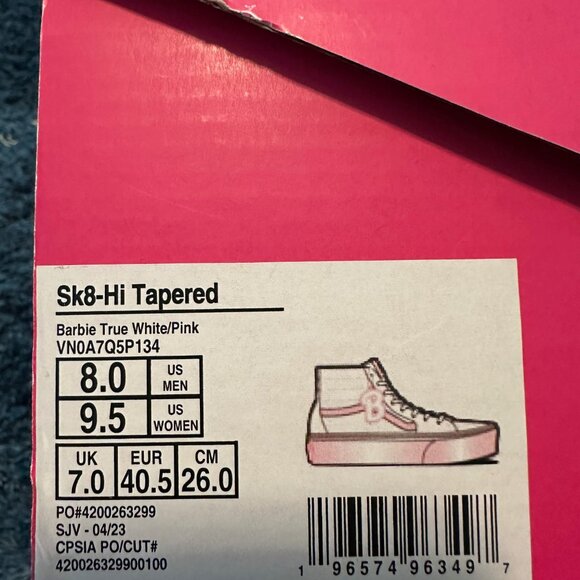 Sk8-Hi Tapered
Barbie True White/Pink
VN0A7Q5P134
8.0 US MEN
9.5 US WOMEN
UK 7.0 EUR 40.5 CM 26.0
PO#4200263299
SJV - 04/23
CPSIA PO/CUT#
420026329900100
B
1 96574 96349 7